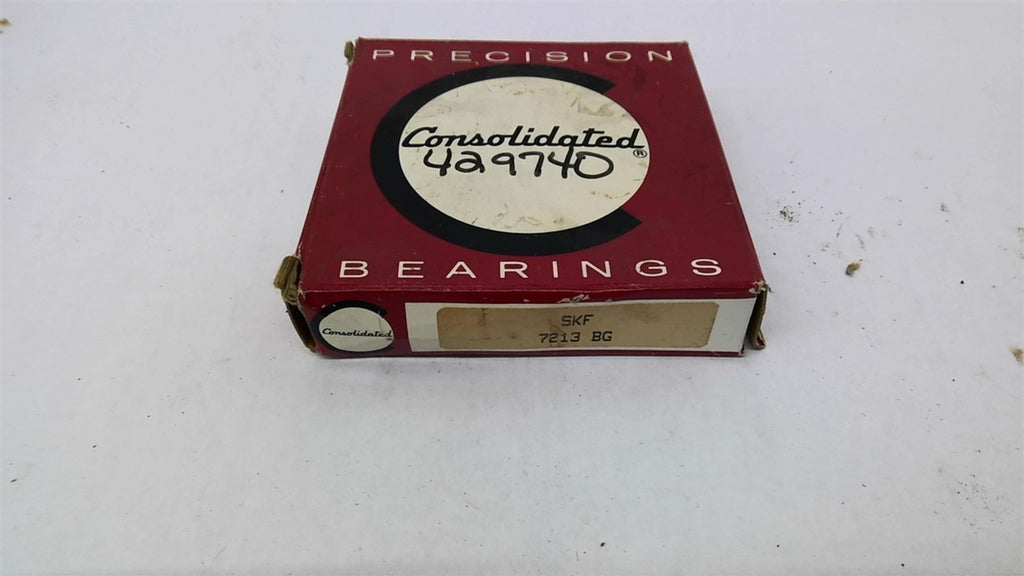 PRECISION
Consolidated®
429740
BEARINGS
Consolidated®
SKF
7213 BG